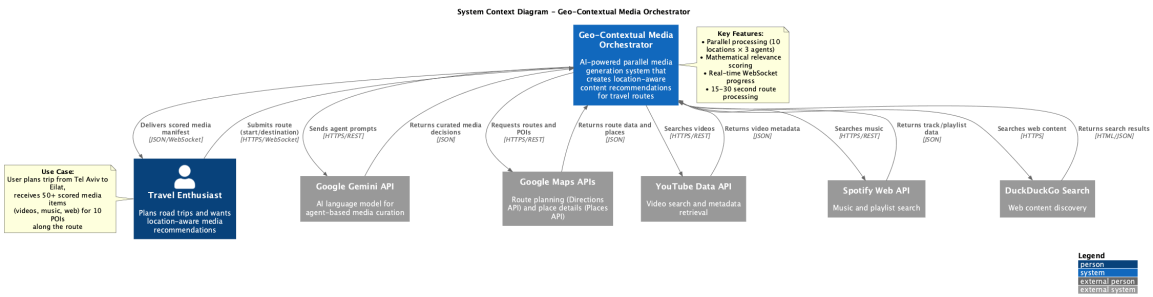 System Context Diagram - Geo-Contextual Media Orchestrator
Geo-Contextual Media
Orchestrator
AI-powered parallel media
generation system that
creates location-aware
content recommendations
for travel routes
Key Features:
• Parallel processing (10
locations × 3 agents)
• Mathematical relevance
scoring
• Real-time WebSocket
progress
• 15-30 second route
processing
Delivers scored media
manifest
[JSON/WebSocket]
Submits route
(start/destination)
[HTTPS/WebSocket]
Sends agent prompts
[HTTPS/REST]
Returns curated media
decisions
[JSON]
Requests routes and
POIs
[HTTPS/REST]
Returns route data and
places
[JSON]
Searches videos
[HTTPS/REST]
Returns video metadata
[JSON]
Searches music
[HTTPS/REST]
Returns track/playlist
data
[JSON]
Searches web content
[HTTPS]
Returns search results
[HTML/JSON]
Use Case:
User plans trip from Tel Aviv to
Eilat,
receives 50+ scored media
items
(videos, music, web) for 10
POIs
along the route
Travel Enthusiast
Plans road trips and wants
location-aware media
recommendations
Google Gemini API
AI language model for
agent-based media curation
Google Maps APIs
Route planning (Directions
API) and place details (Places
API)
YouTube Data API
Video search and metadata
retrieval
Spotify Web API
Music and playlist search
DuckDuckGo Search
Web content discovery
Legend
person
system
external person
external system